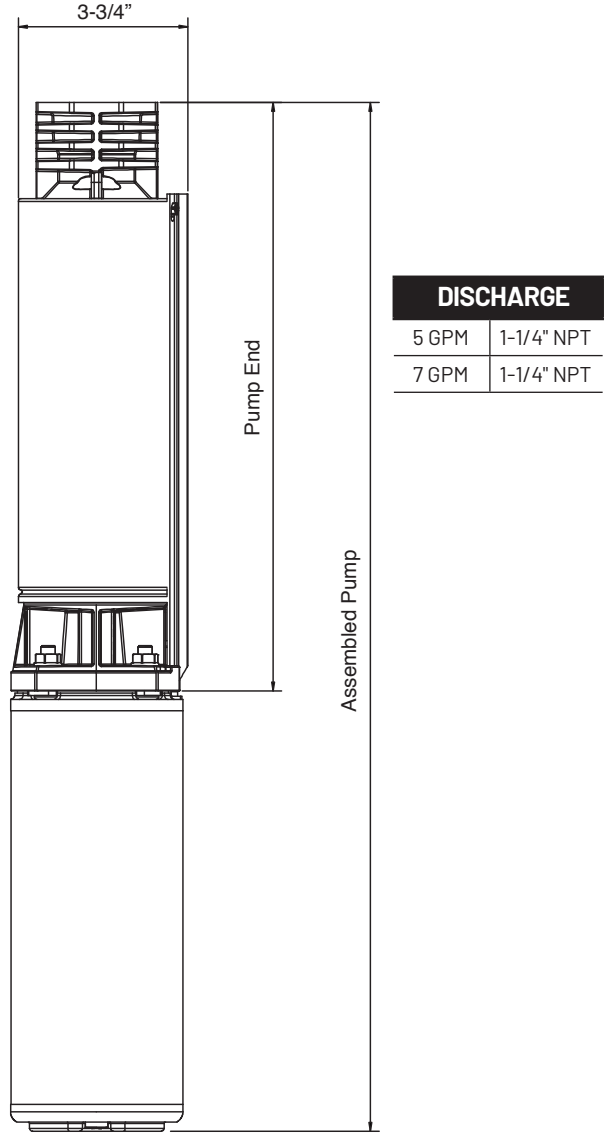 3-3/4”
Pump End
Assembled Pump
DISCHARGE
5 GPM 1-1/4" NPT
7 GPM 1-1/4" NPT